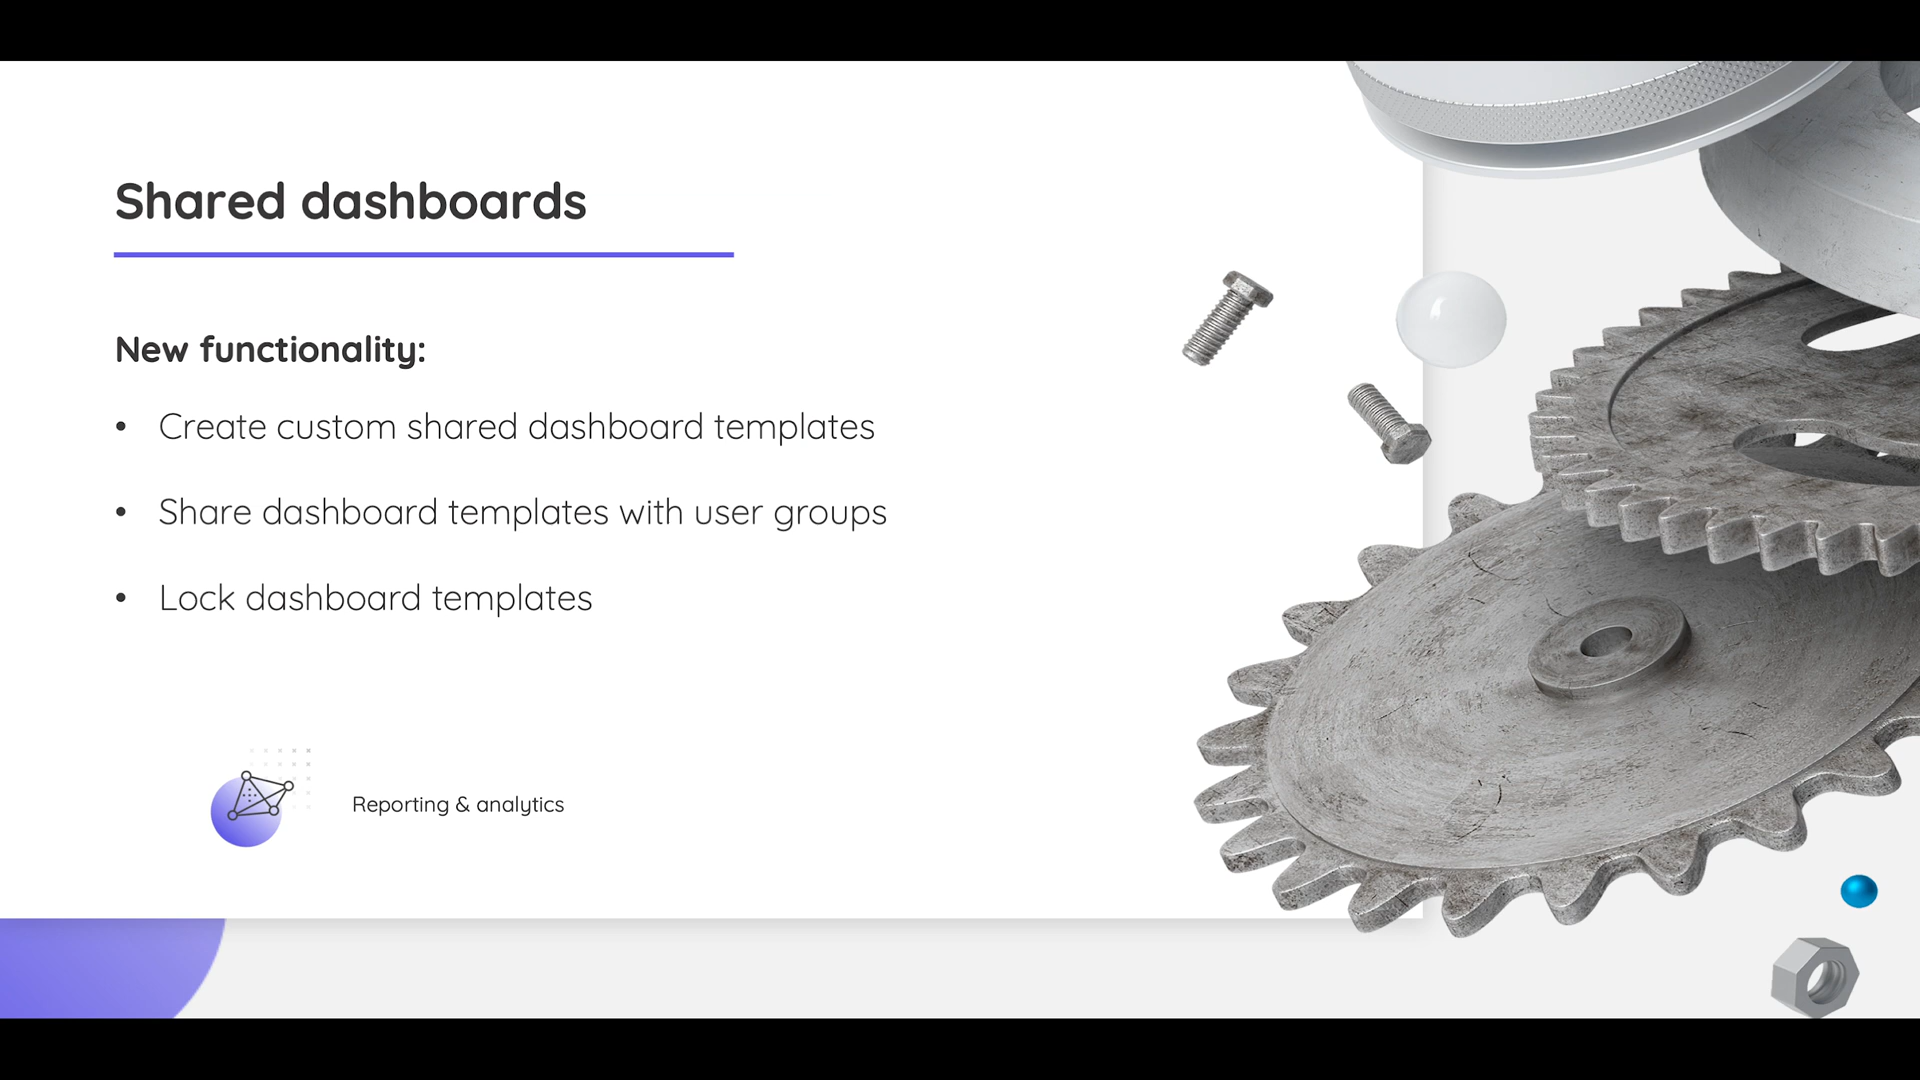 Shared dashboards
New functionality:
• Create custom shared dashboard templates
• Share dashboard templates with user groups
• Lock dashboard templates
Reporting & analytics